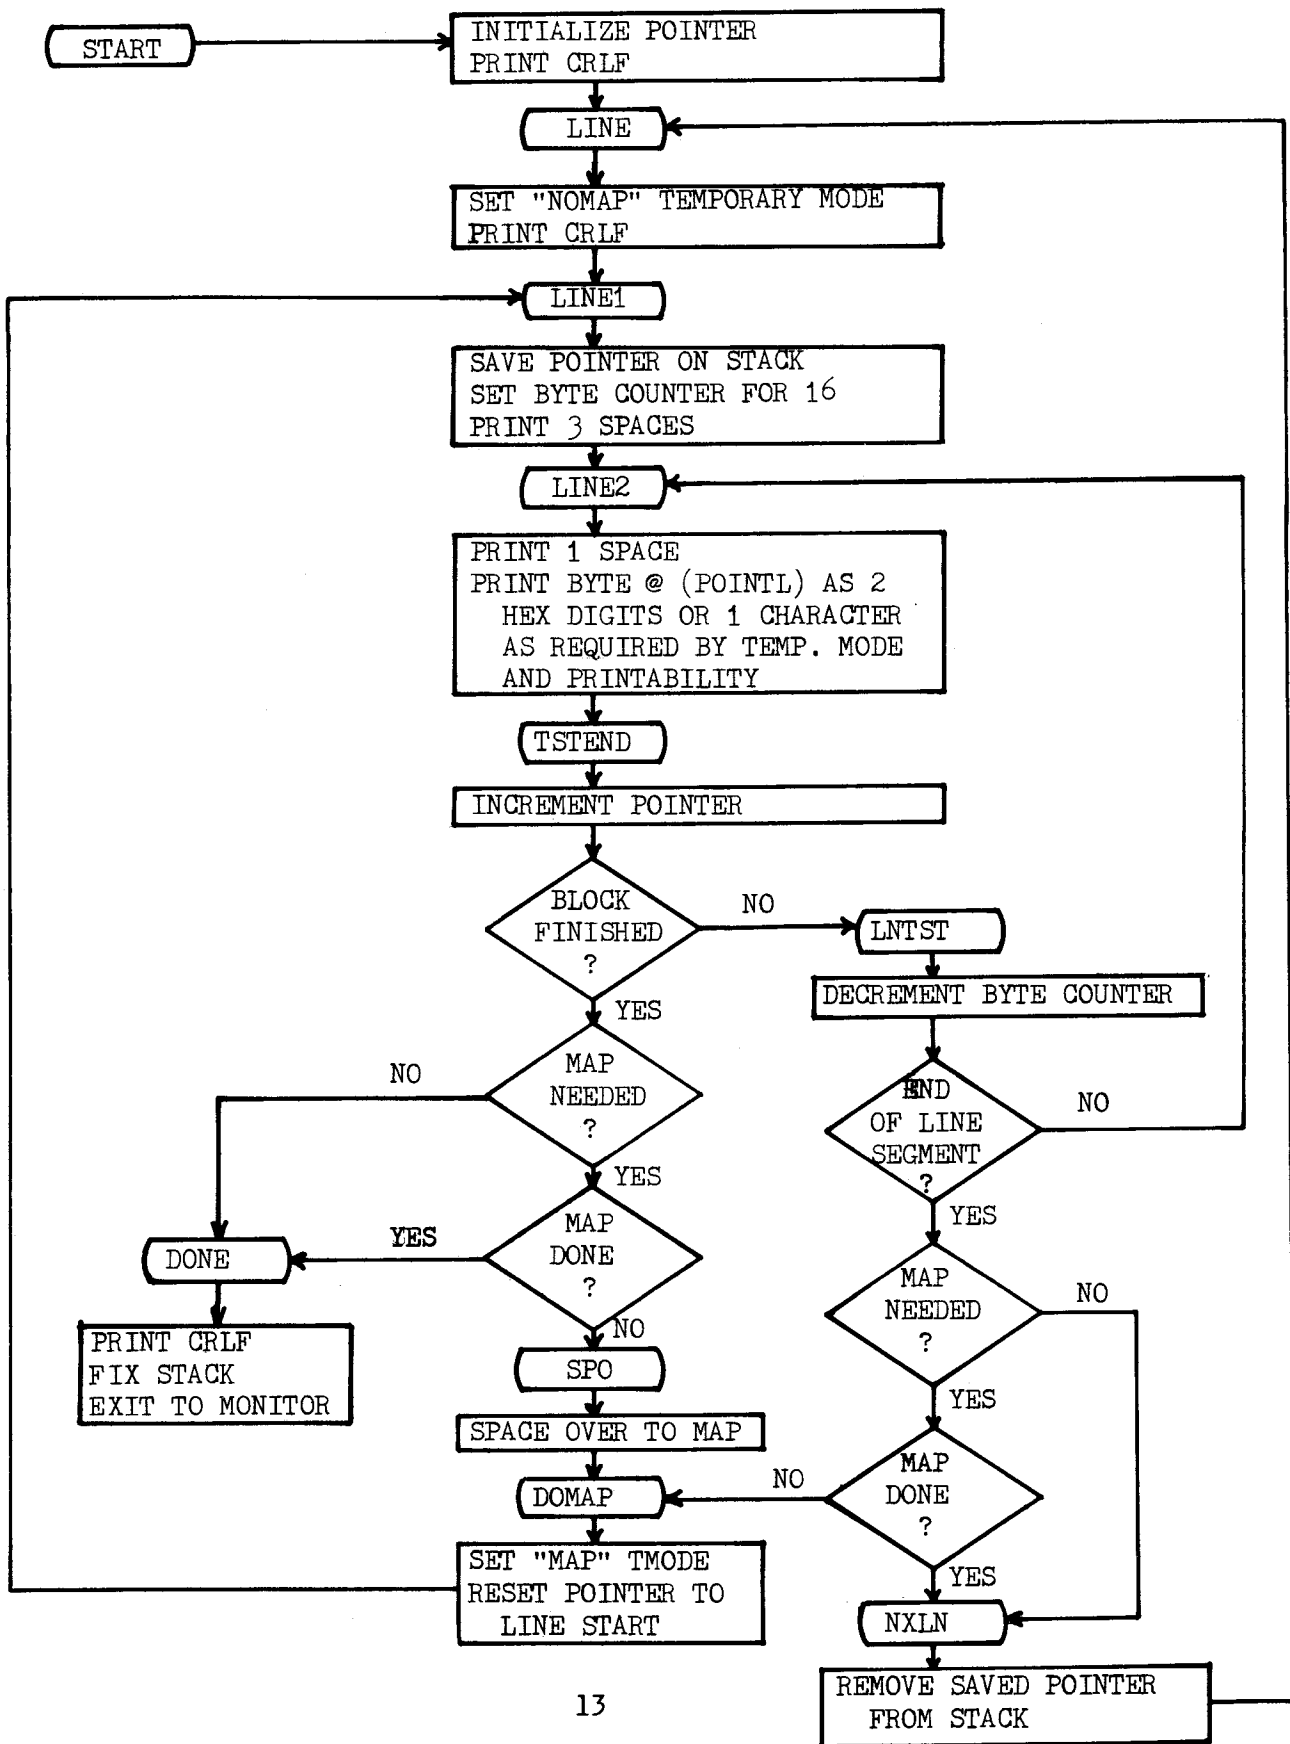 START
INITIALIZE POINTER
PRINT CRLF
LINE
SET "NOMAP" TEMPORARY MODE
PRINT CRLF
LINE1
SAVE POINTER ON STACK
SET BYTE COUNTER FOR 16
PRINT 3 SPACES
LINE2
PRINT 1 SPACE
PRINT BYTE @ (POINTL) AS 2
HEX DIGITS OR 1 CHARACTER
AS REQUIRED BY TEMP. MODE
AND PRINTABILITY
TSTEND
INCREMENT POINTER
BLOCK
FINISHED
?
NO
YES
LNTST
DECREMENT BYTE COUNTER
END
OF LINE
SEGMENT
?
NO
YES
MAP
NEEDED
?
NO
YES
MAP
DONE
?
YES
NO
DONE
PRINT CRLF
FIX STACK
EXIT TO MONITOR
SPO
SPACE OVER TO MAP
DOMAP
SET "MAP" TMODE
RESET POINTER TO
LINE START
MAP
NEEDED
?
NO
YES
MAP
DONE
?
NO
YES
NXLN
REMOVE SAVED POINTER
FROM STACK
13